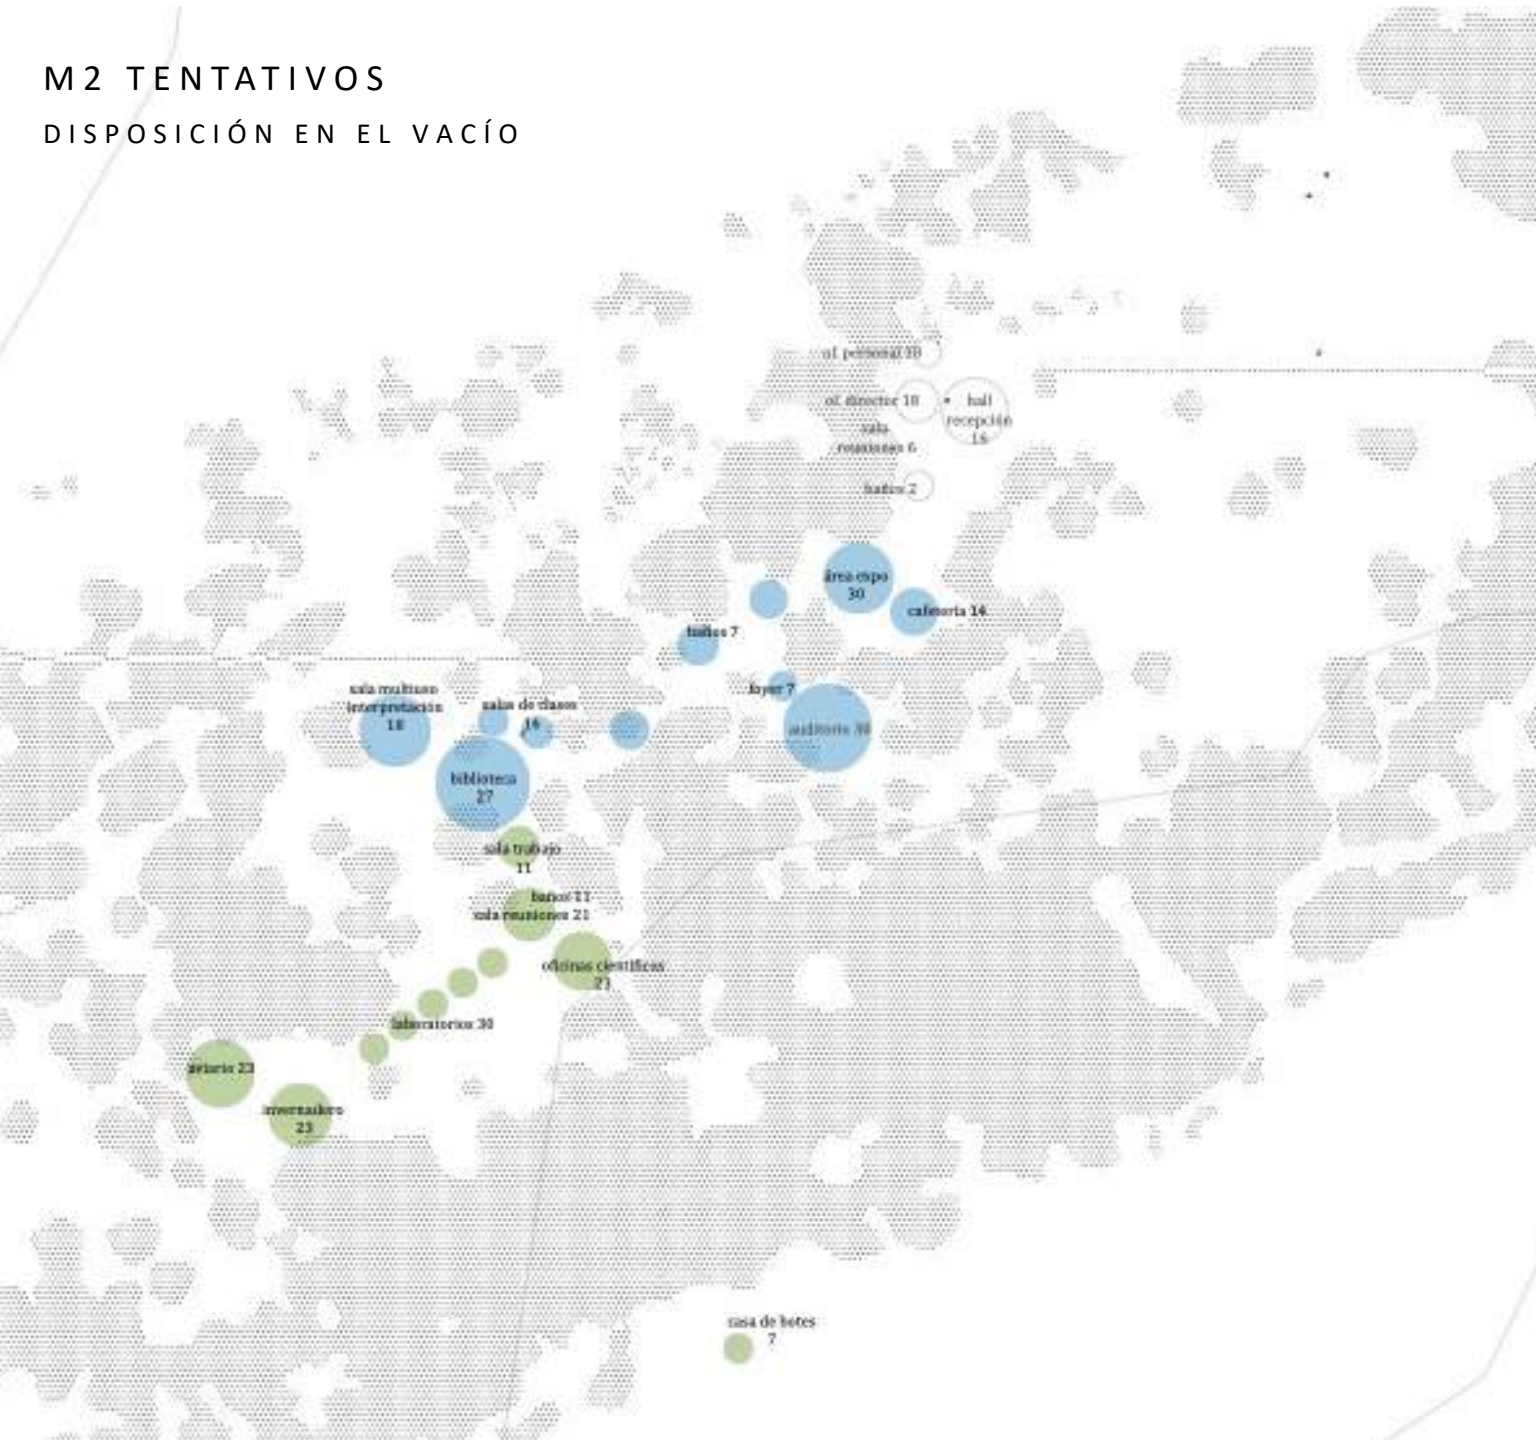 M2 TENTATIVOS
DISPOSICIÓN EN EL VACÍO
of. personal 18
of. director 18
hall
recepción
16
sala
reuniones 6
baños 2
área expo
30
cafetería 14
baños 7
foyer 7
auditorio 30
sala multiuso
interpretación
18
salas de clases
16
biblioteca
27
sala trabajo
11
banos 11
sala reuniones 21
oficinas científicas
21
laboratorios 30
aviario 23
invernadero
23
casa de botes
7